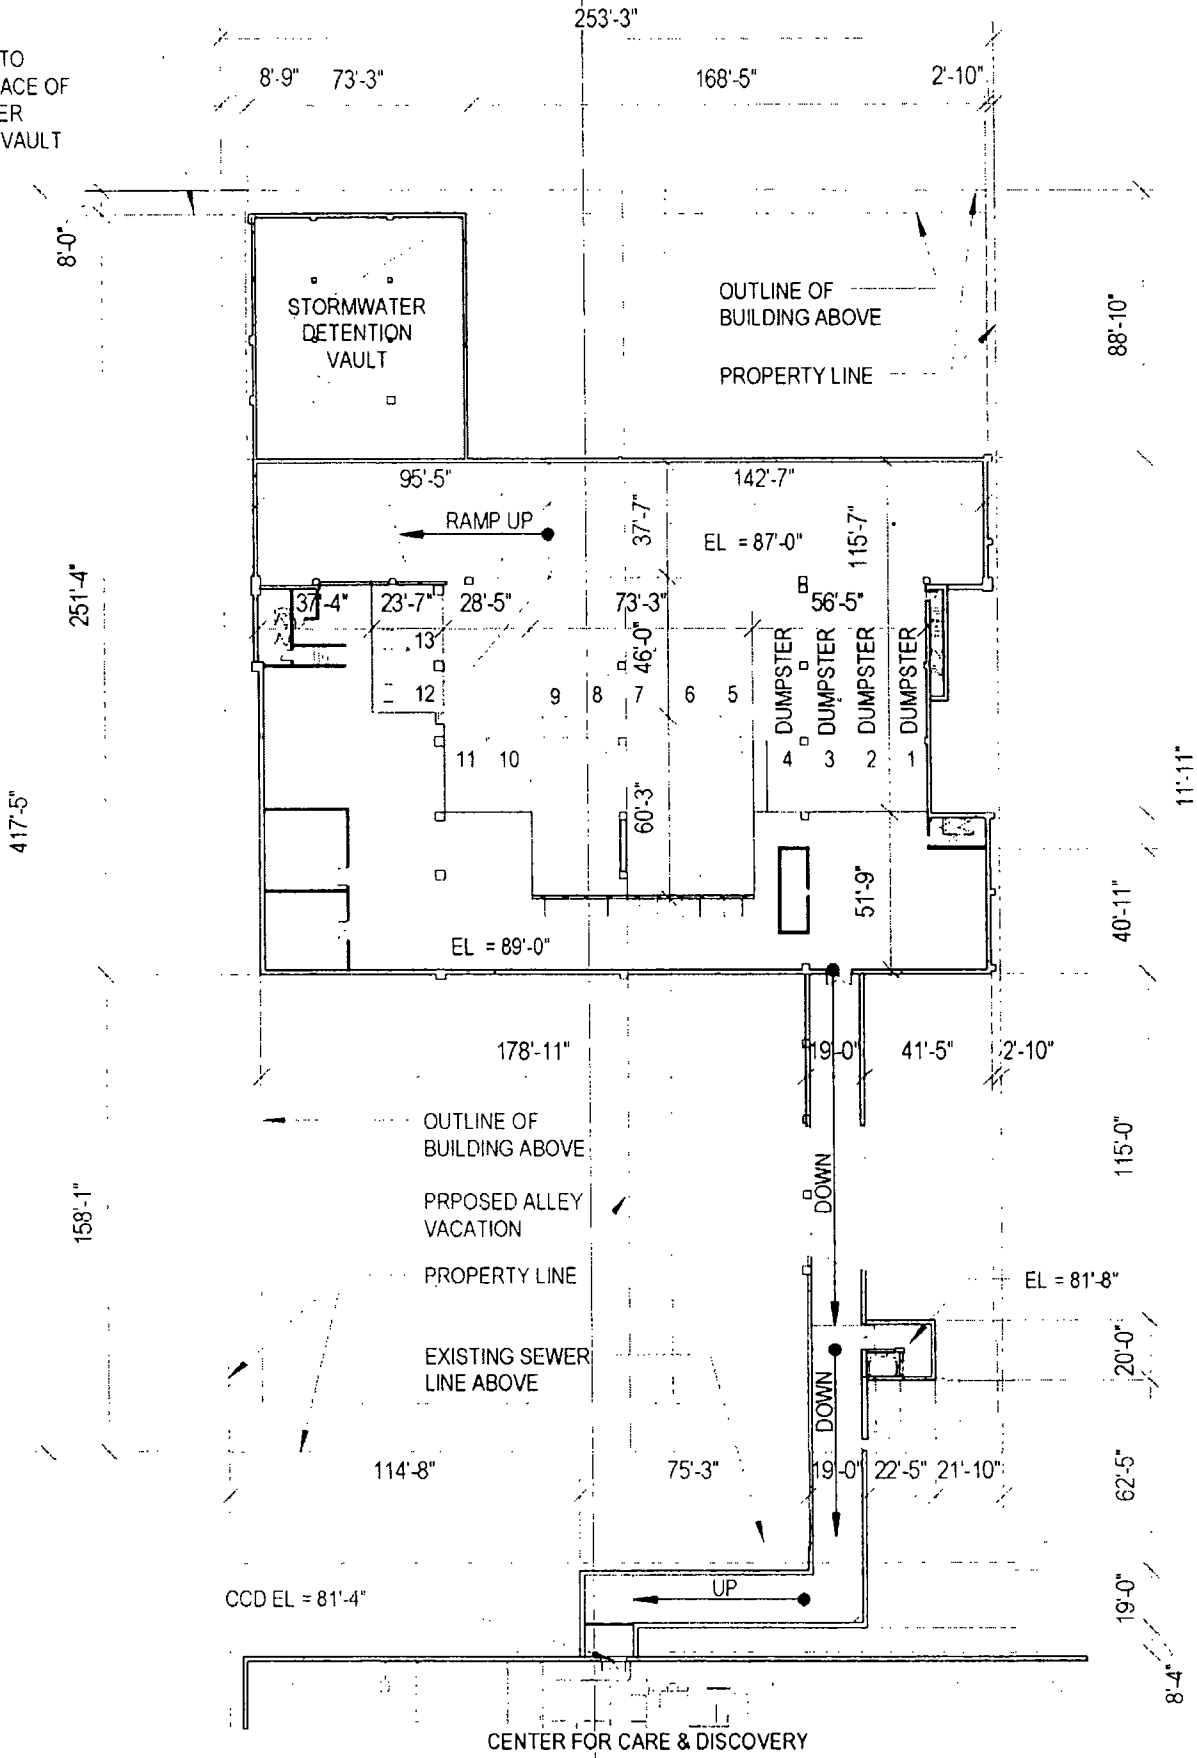 253'-3"
TO
ACE OF
ER
VAULT
8'-9" 73'-3" 168'-5" 2'-10"
8'-0"
STORMWATER
DETENTION
VAULT
OUTLINE OF
BUILDING ABOVE
PROPERTY LINE
88'-10"
95'-5" 142'-7"
RAMP UP
37'-7"
EL = 87'-0"
115'-7"
251'-4"
37'-4" 23'-7" 28'-5" 73'-3" 56'-5"
13
46'-0"
12
9 8 7 6 5
DUMPSTER
DUMPSTER
DUMPSTER
DUMPSTER
11 10
4 3 2 1
417'-5"
60'-3"
11'-11"
51'-9"
40'-11"
EL = 89'-0"
178'-11" 19'-0" 41'-5" 2'-10"
OUTLINE OF
BUILDING ABOVE
115'-0"
DOWN
PRPOSED ALLEY
VACATION
158'-1"
PROPERTY LINE
EL = 81'-8"
EXISTING SEWER
LINE ABOVE
20'-0"
DOWN
114'-8" 75'-3" 19'-0" 22'-5" 21'-10"
62'-5"
UP
CCD EL = 81'-4"
19'-0"
8'-4"
CENTER FOR CARE & DISCOVERY